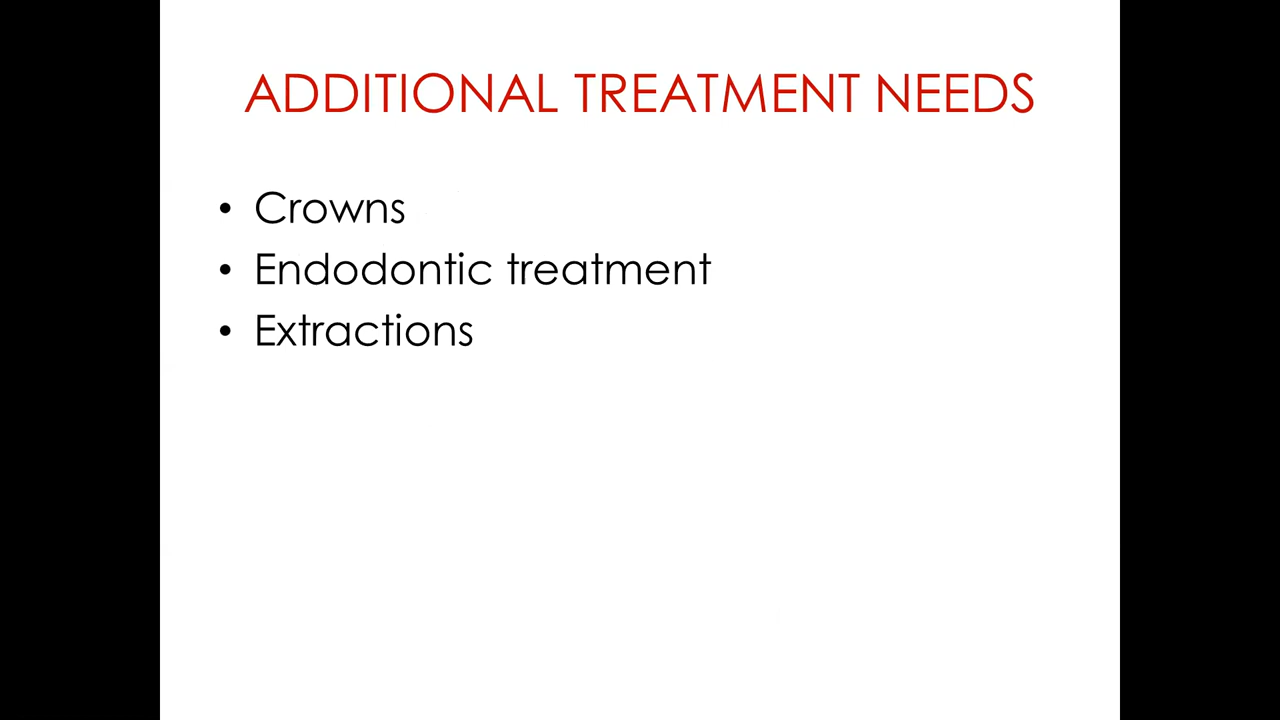 ADDITIONAL TREATMENT NEEDS
• Crowns
• Endodontic treatment
• Extractions